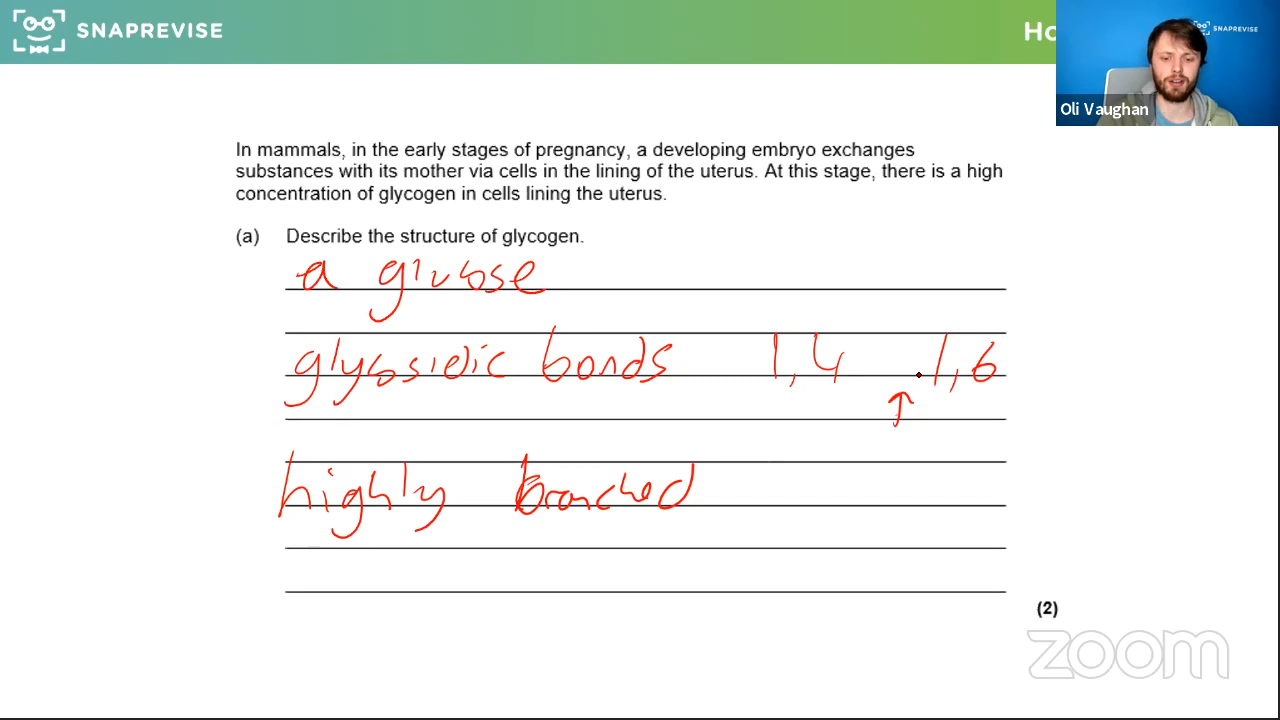 SNAPREVISE
Ho
SNAPREVISE
Oli Vaughan
In mammals, in the early stages of pregnancy, a developing embryo exchanges
substances with its mother via cells in the lining of the uterus. At this stage, there is a high
concentration of glycogen in cells lining the uterus.
(a) Describe the structure of glycogen.
a glucose
glycosidic bonds 1,4 1,6
↑
highly branched
(2)
zoom